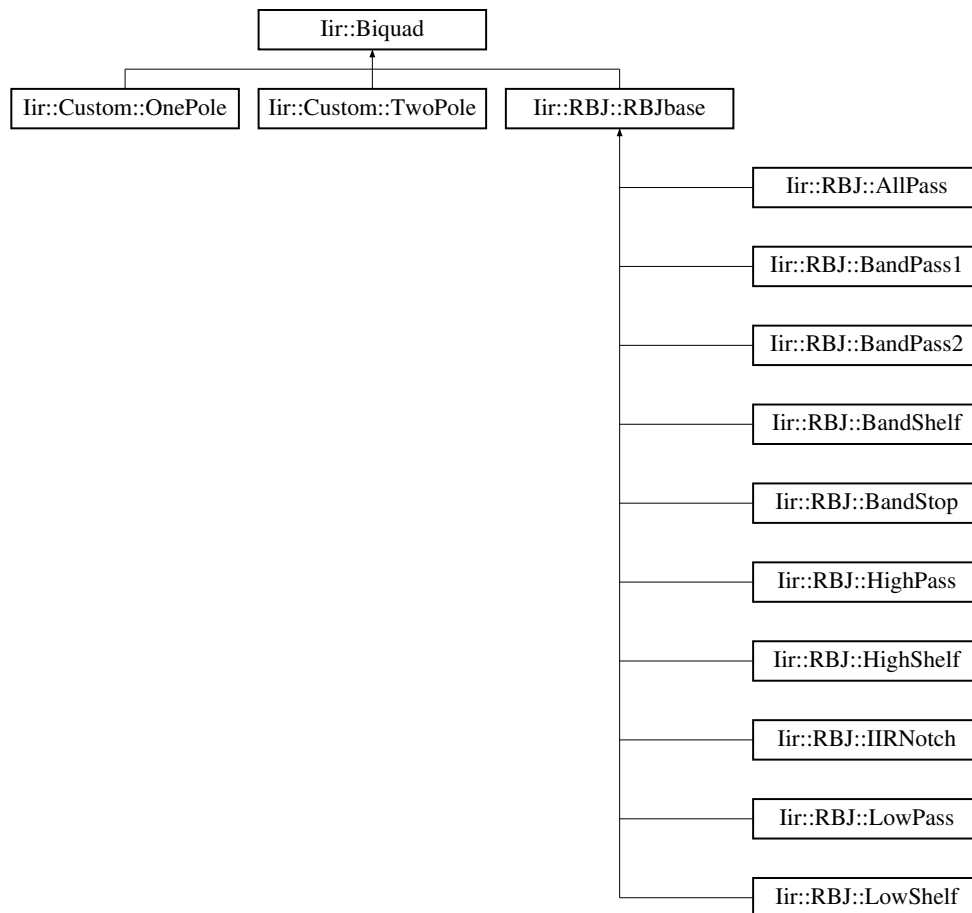 Iir::Biquad
Iir::Custom::OnePole
Iir::Custom::TwoPole
Iir::RBJ::RBJbase
Iir::RBJ::AllPass
Iir::RBJ::BandPass1
Iir::RBJ::BandPass2
Iir::RBJ::BandShelf
Iir::RBJ::BandStop
Iir::RBJ::HighPass
Iir::RBJ::HighShelf
Iir::RBJ::IIRNotch
Iir::RBJ::LowPass
Iir::RBJ::LowShelf